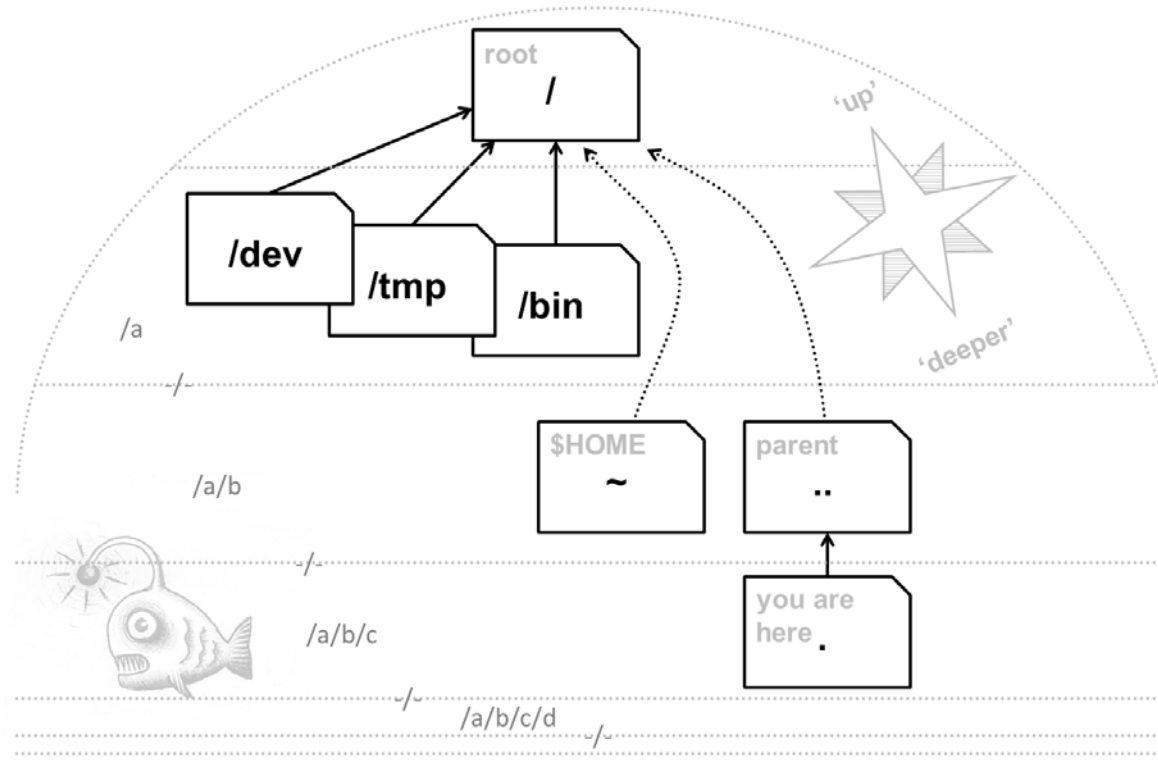 root
/
‘up’
/dev
/tmp
/bin
/a
‘deeper’
-/-
$HOME
~
parent
..
/a/b
-/-
you are
here
.
/a/b/c
-/-
/a/b/c/d
-/-